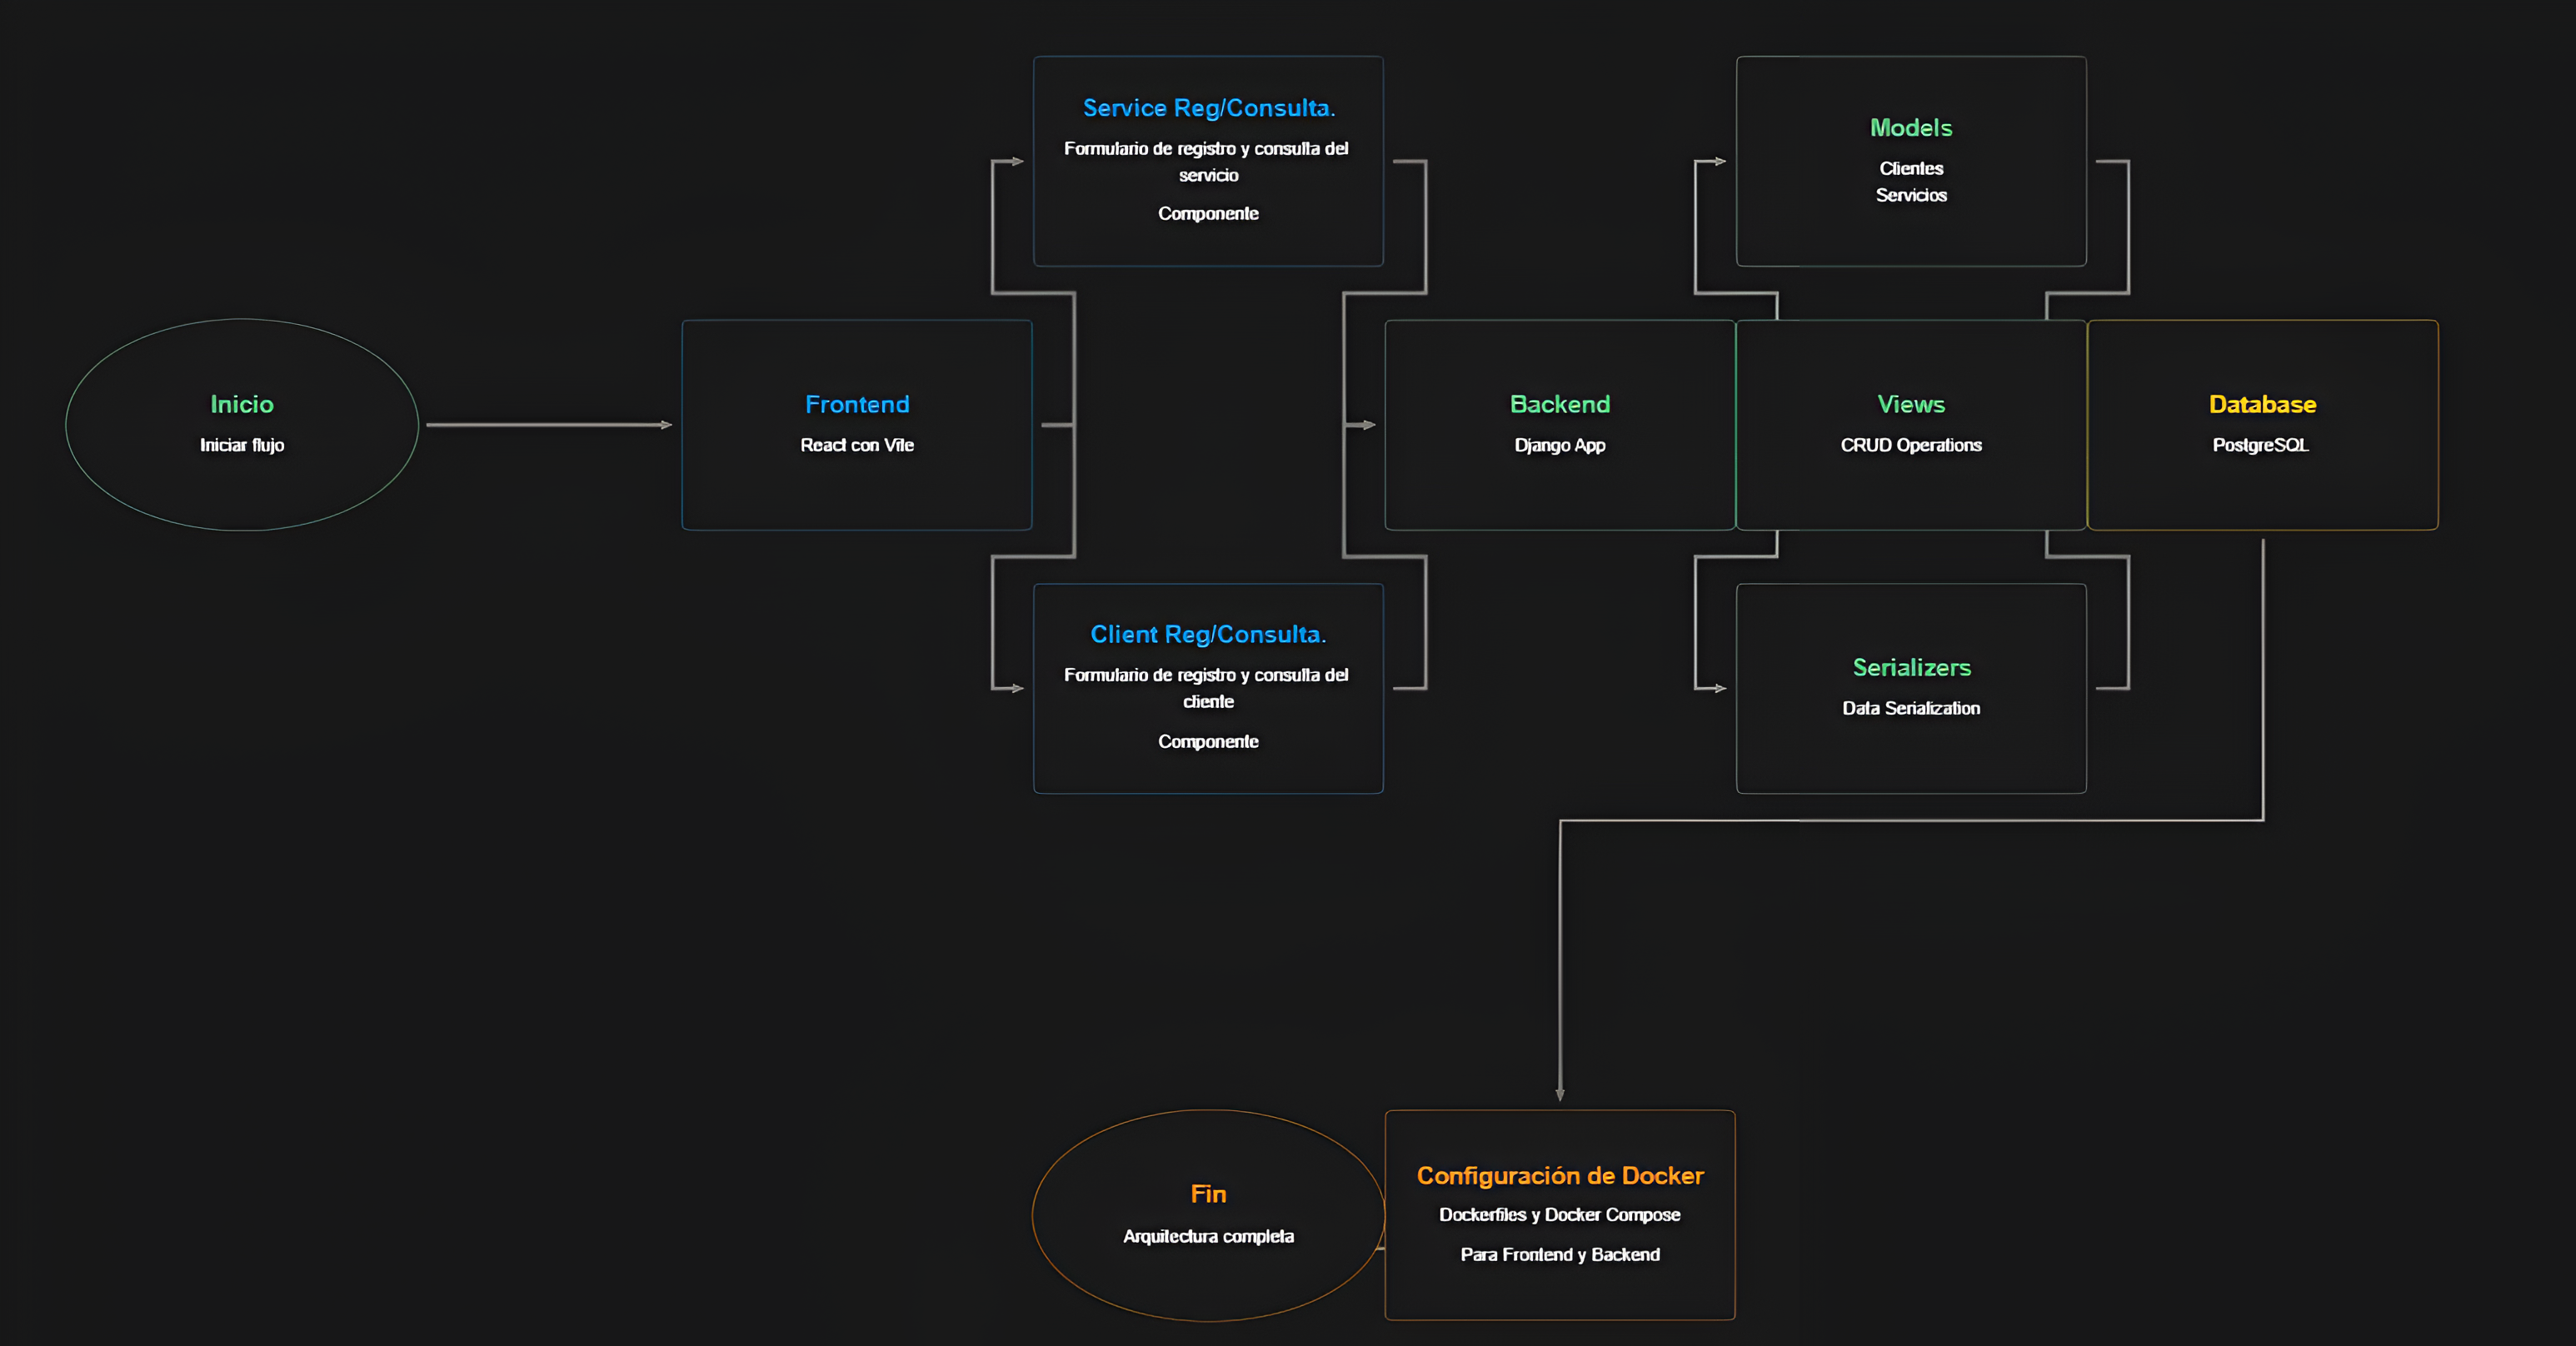 Inicio
Iniciar flujo
Frontend
React con Vite
Service Reg/Consulta.
Formulario de registro y consulta del
servicio
Componente
Client Reg/Consulta.
Formulario de registro y consulta del
cliente
Componente
Backend
Django App
Models
Clientes
Servicios
Views
CRUD Operations
Serializers
Data Serialization
Database
PostgreSQL
Configuración de Docker
Dockerfiles y Docker Compose
Para Frontend y Backend
Fin
Arquitectura completa